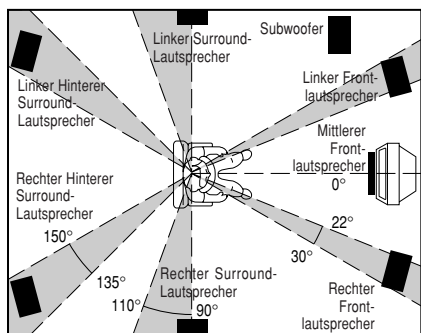 Linker Surround-
Lautsprecher
Subwoofer
Linker Hinterer
Surround-
Lautsprecher
Linker Front-
lautsprecher
Mittlerer
Front-
lautsprecher
0°
Rechter Hinterer
Surround-
Lautsprecher
150°
135°
110°
90°
Rechter Surround-
Lautsprecher
22°
30°
Rechter
Front-
lautsprecher